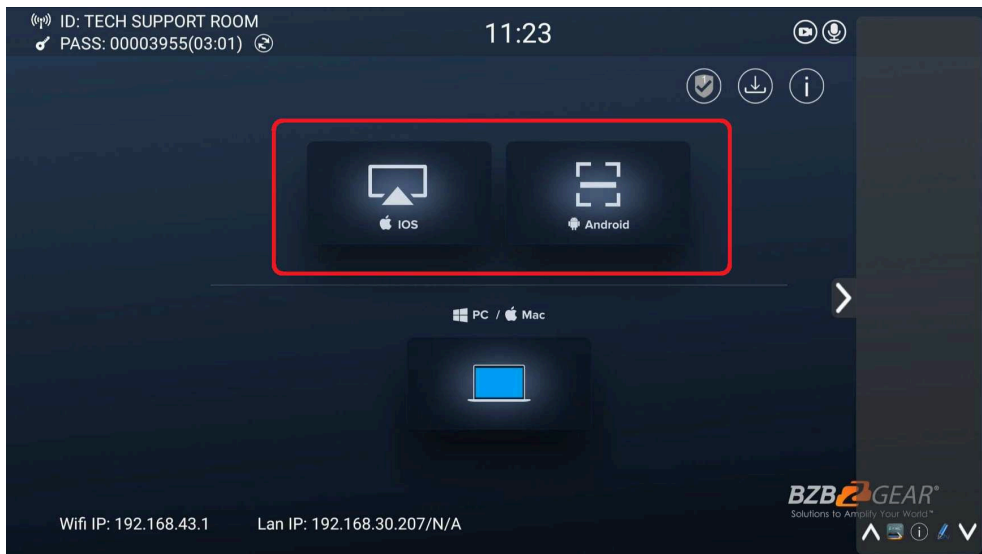 ID: TECH SUPPORT ROOM
PASS: 00003955(03:01)
11:23
IOS
Android
PC / Mac
BZBGEAR®
Solutions to Amplify Your World™
Wifi IP: 192.168.43.1
Lan IP: 192.168.30.207/N/A